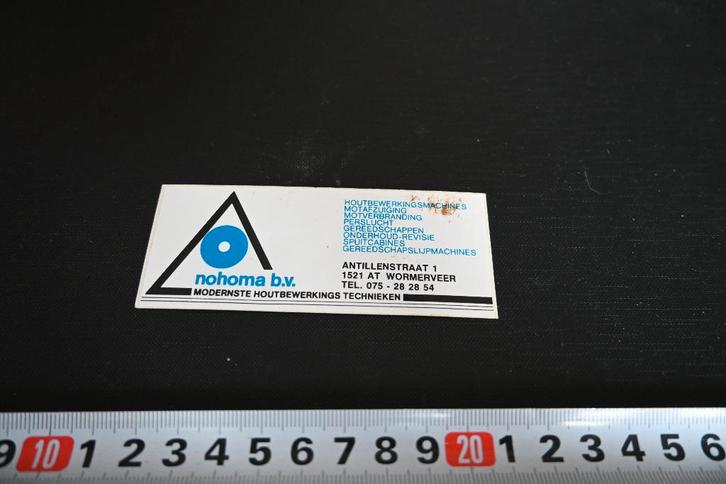 HOUTBEWERKINGSMACHINES
MOTAFZUIGING
MOTVERBRANDING
PERSLUCHT
GEREEDSCHAPPEN
ONDERHOUD-REVISIE
SPUITCABINES
GEREEDSCHAPSLIJPMACHINES
nohoma b.v.
ANTILLENSTRAAT 1
1521 AT WORMERVEER
TEL. 075 - 28 28 54
MODERNSTE HOUTBEWERKINGS TECHNIEKEN
9 10 1 2 3 4 5 6 7 8 9 20 1 2 3 4 5 6